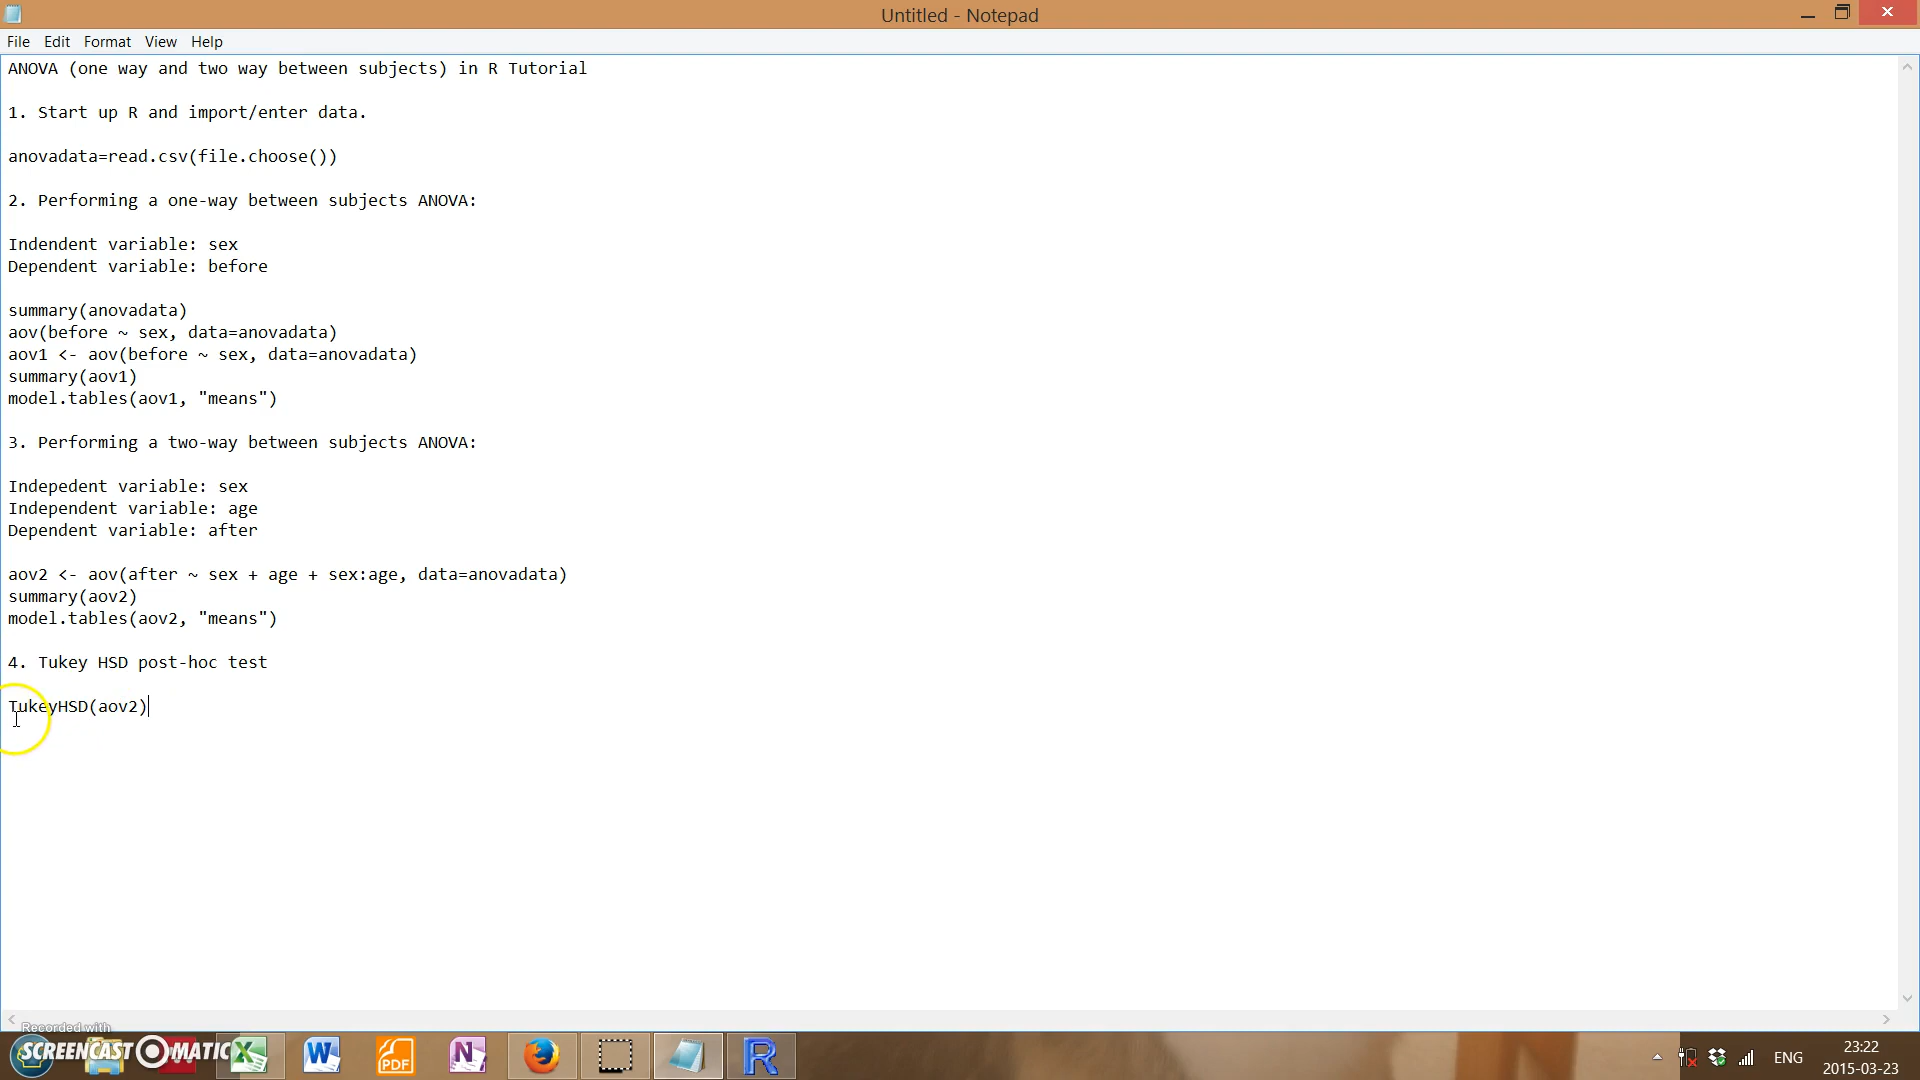 Untitled - Notepad
File Edit Format View Help
ANOVA (one way and two way between subjects) in R Tutorial
1. Start up R and import/enter data.
anovadata=read.csv(file.choose())
2. Performing a one-way between subjects ANOVA:
Indendent variable: sex
Dependent variable: before
summary(anovadata)
aov(before ~ sex, data=anovadata)
aov1 <- aov(before ~ sex, data=anovadata)
summary(aov1)
model.tables(aov1, "means")
3. Performing a two-way between subjects ANOVA:
Indepedent variable: sex
Independent variable: age
Dependent variable: after
aov2 <- aov(after ~ sex + age + sex:age, data=anovadata)
summary(aov2)
model.tables(aov2, "means")
4. Tukey HSD post-hoc test
TukeyHSD(aov2)
Recorded with
SCREENCAST-O-MATIC
PDF
ENG
23:22
2015-03-23